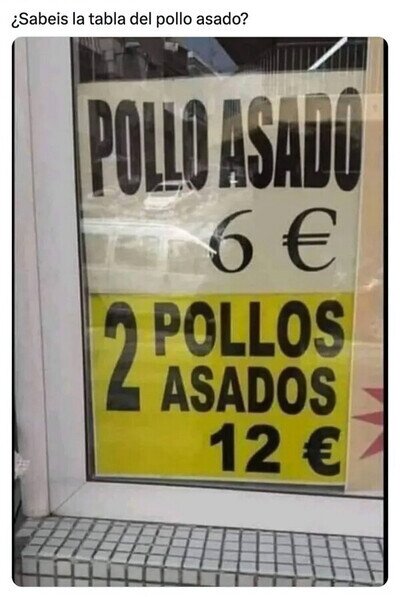 ¿Sabeis la tabla del pollo asado?
POLLO ASADO
6 €
2 POLLOS
ASADOS
12 €